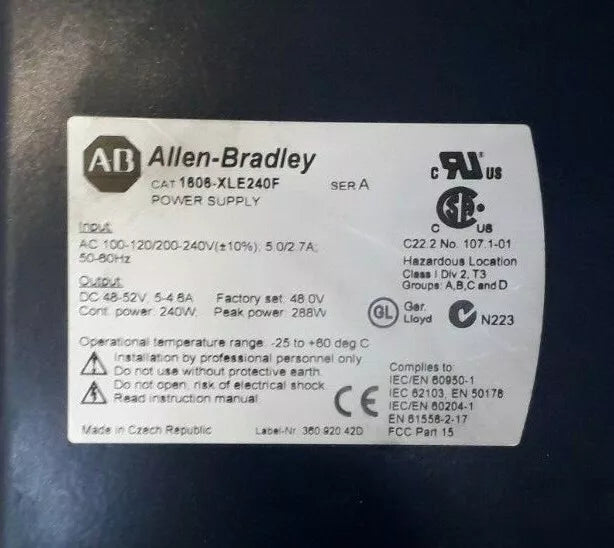 AB Allen-Bradley
CAT 1606-XLE240F SER A
POWER SUPPLY
Input:
AC 100-120/200-240V(±10%); 5.0/2.7A;
50-60Hz
Output:
DC 48-52V, 5-4.6A Factory set: 48.0V
Cont. power: 240W; Peak power: 288W
Operational temperature range: -25 to +60 deg C
Installation by professional personnel only
Do not use without protective earth.
Do not open, risk of electrical shock
Read instruction manual.
Made in Czech Republic Label-Nr. 360 920 42D
c RU US
SA
C US
C22.2 No. 107.1-01
Hazardous Location
Class I Div 2, T3
Groups: A,B,C and D
GL Ger.
Lloyd
C N223
CE
Complies to:
IEC/EN 60950-1
IEC 62103, EN 50178
IEC/EN 60204-1
EN 61558-2-17
FCC Part 15